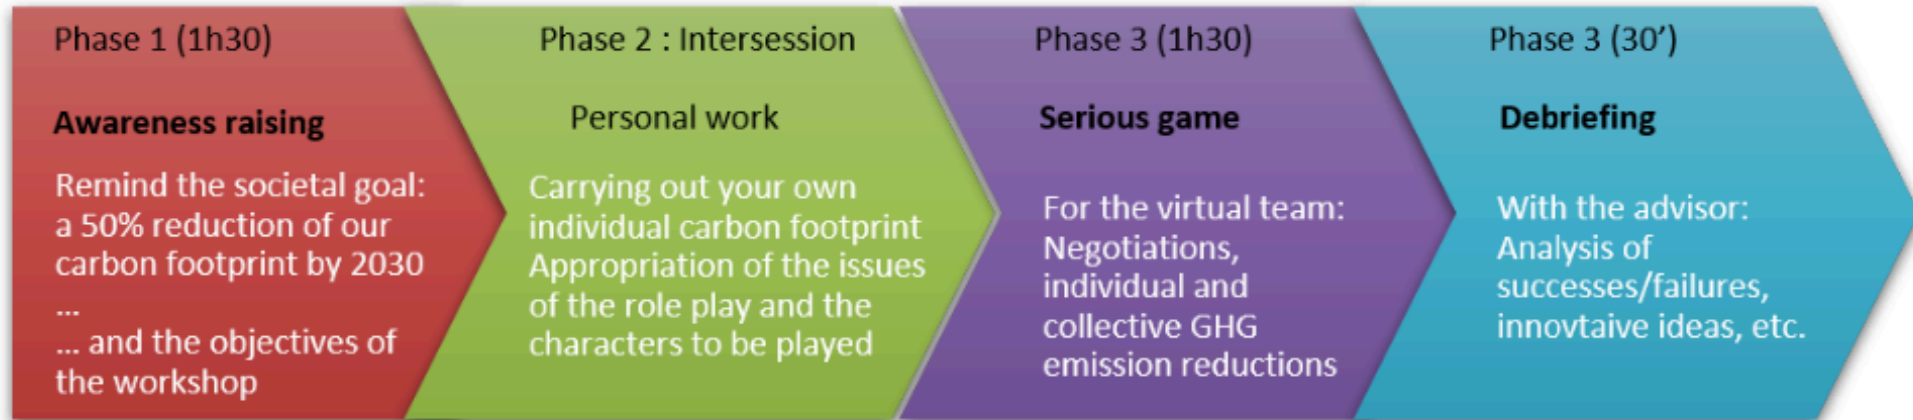 Phase 1 (1h30)
Awareness raising
Remind the societal goal:
a 50% reduction of our
carbon footprint by 2030
...
... and the objectives of
the workshop
Phase 2 : Intersession
Personal work
Carrying out your own
individual carbon footprint
Appropriation of the issues
of the role play and the
characters to be played
Phase 3 (1h30)
Serious game
For the virtual team:
Negotiations,
individual and
collective GHG
emission reductions
Phase 3 (30’)
Debriefing
With the advisor:
Analysis of
successes/failures,
innovtaive ideas, etc.